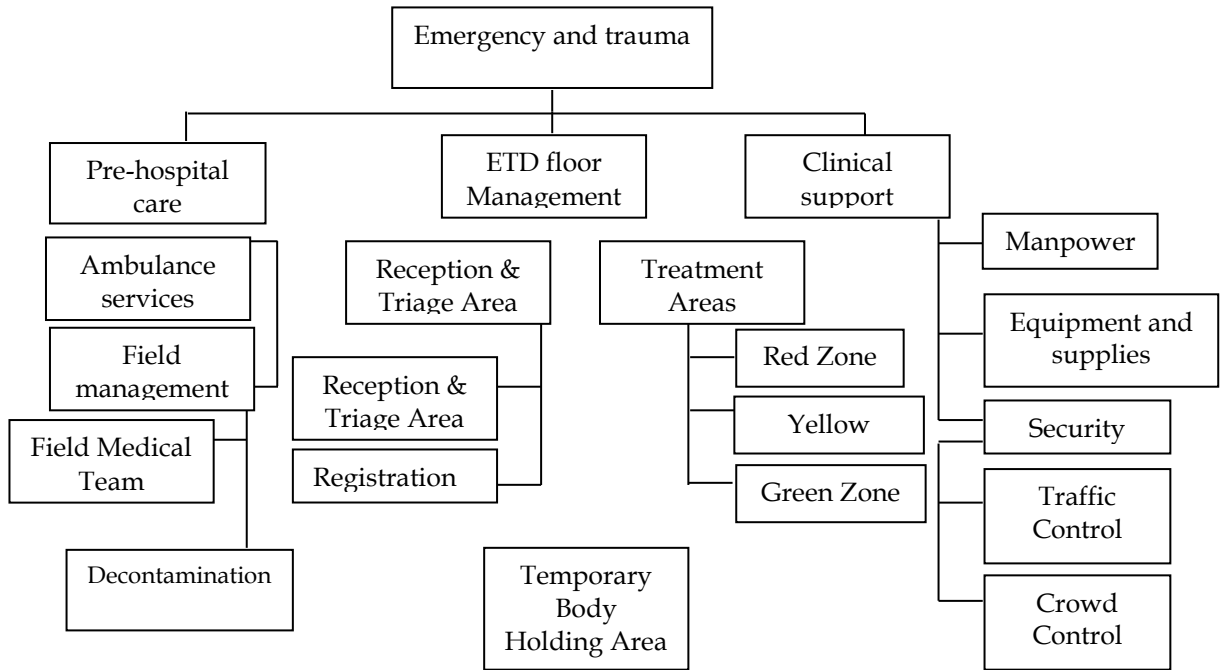 Emergency and trauma
Pre-hospital
care
ETD floor
Management
Clinical
support
Ambulance
services
Field
management
Field Medical
Team
Decontamination
Reception &
Triage Area
Reception &
Triage Area
Registration
Treatment
Areas
Red Zone
Yellow
Green Zone
Temporary
Body
Holding Area
Manpower
Equipment and
supplies
Security
Traffic
Control
Crowd
Control